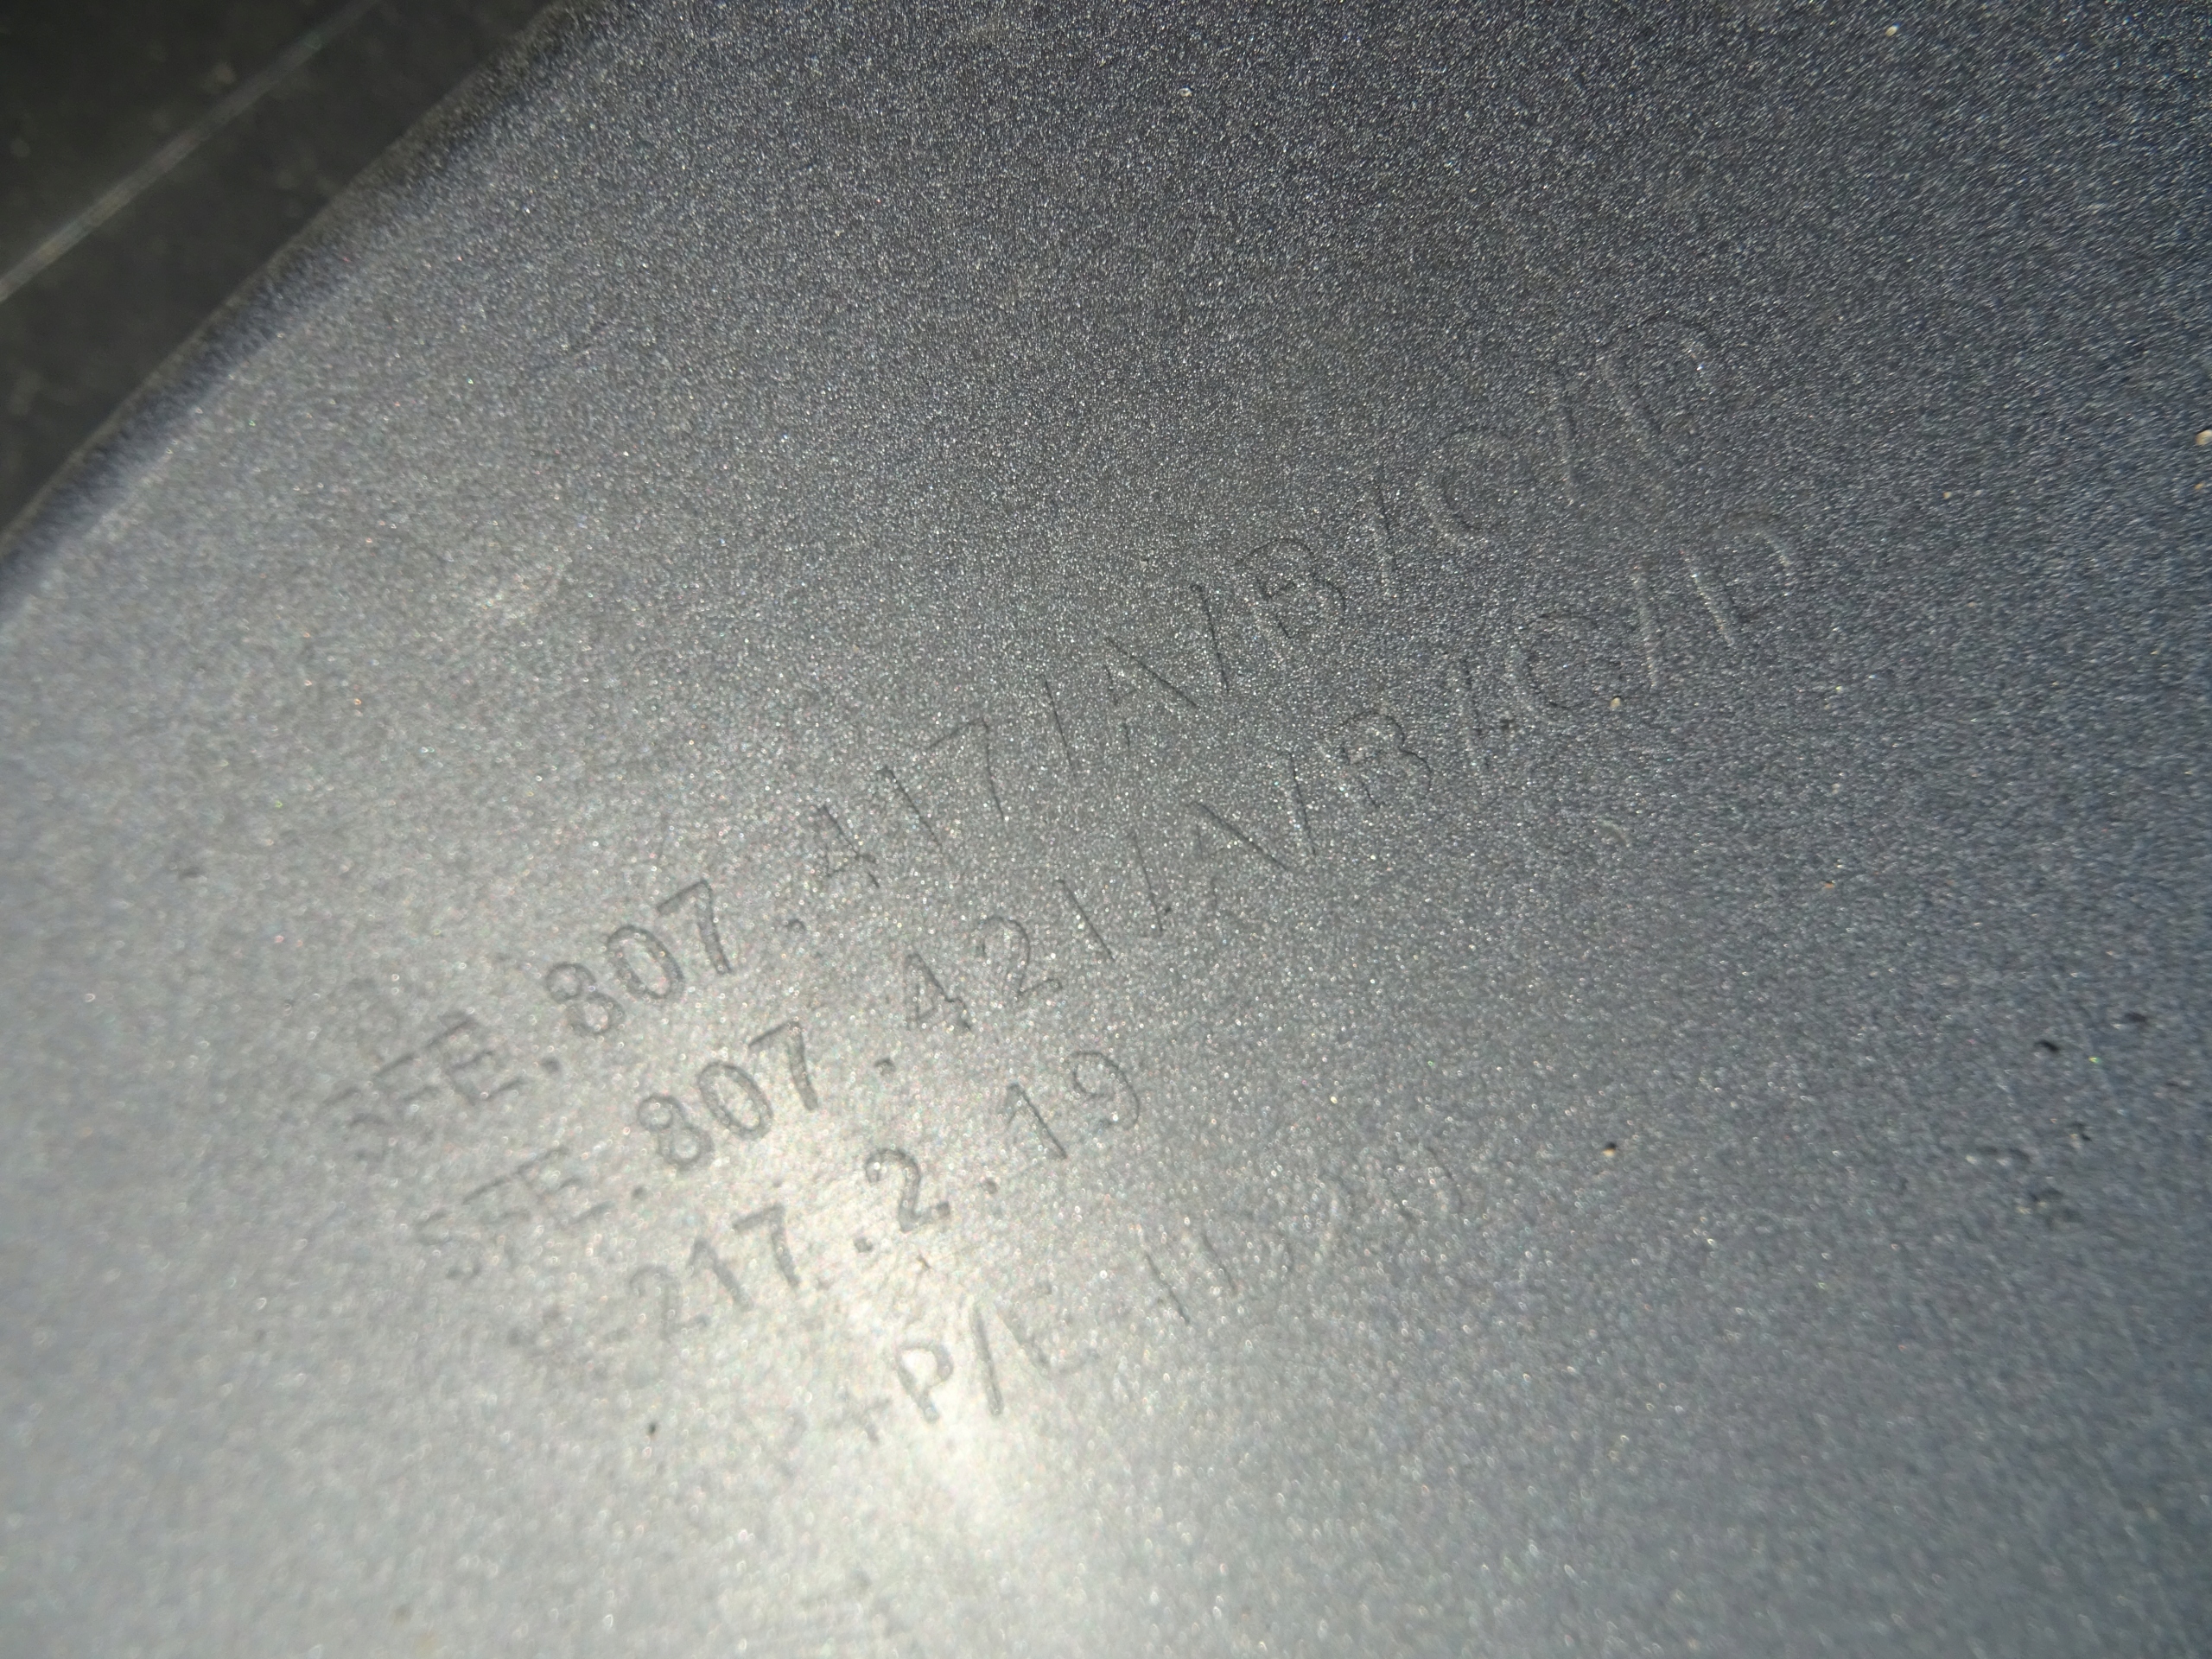 5FE.807.417/A/B/C/D
5FE.807.421/A/B/C/D
217.2.19
+P/E